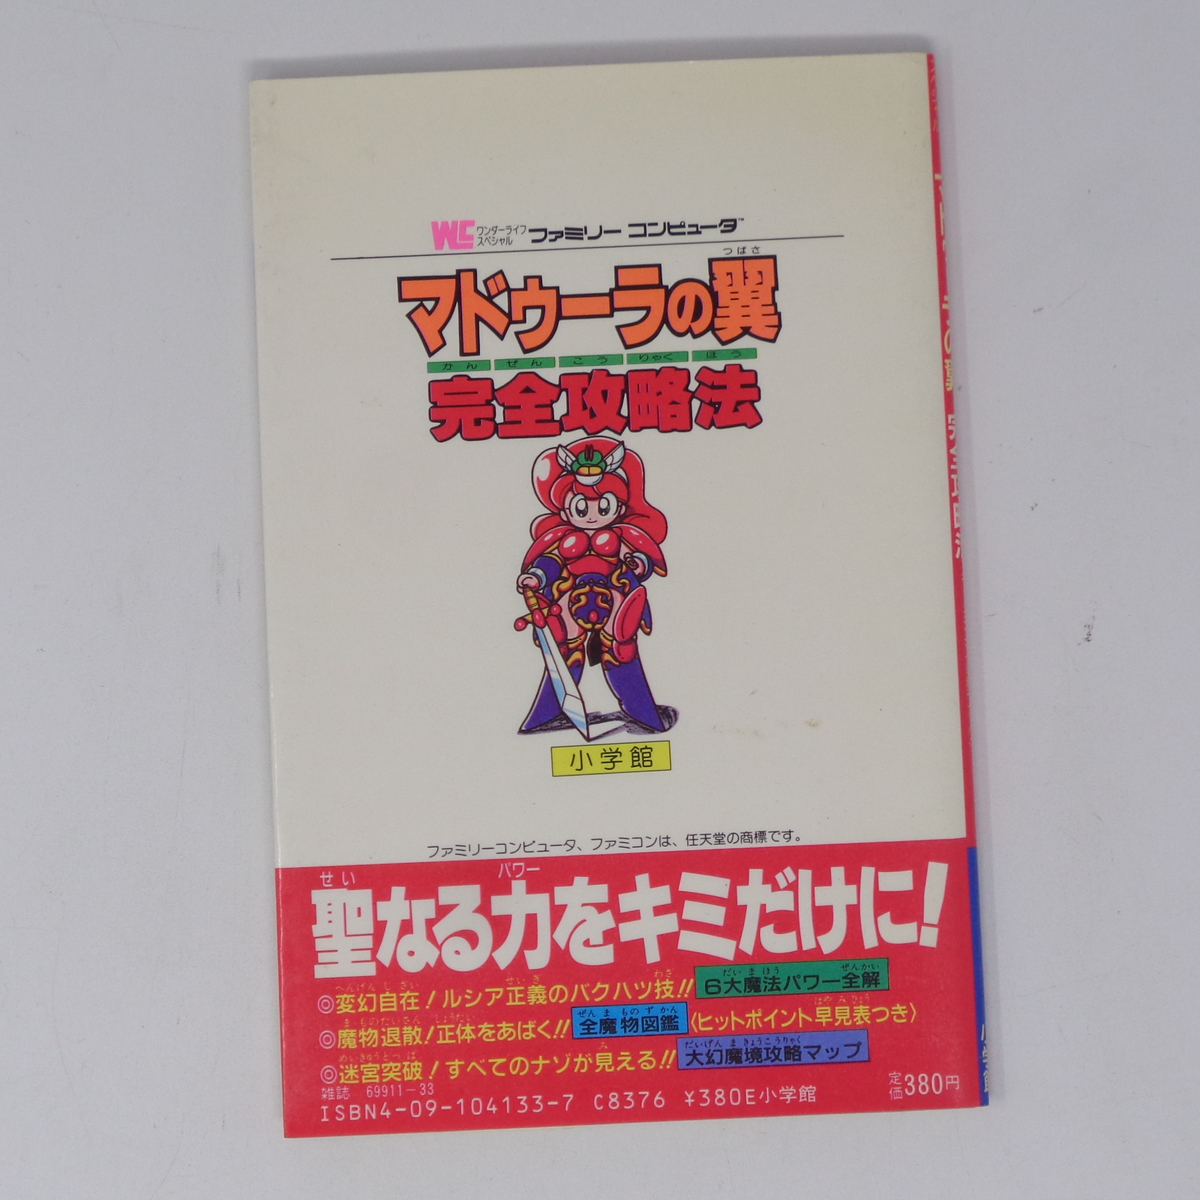 WL ワンダーライフスペシャル ファミリー コンピュータ™
つばさ
マドゥーラの翼
かん ぜん こう りゃく ほう
完全攻略法
小学館
ファミリーコンピュータ、ファミコンは、任天堂の商標です。
せい パワー
聖なる力をキミだけに!
へんげん じ ざい せい ぎ わざ だい ま ほう ぜんかい
◎変幻自在!ルシア正義のバクハツ技!! 6大魔法パワー全解
ま ものたいさん しょうたい ぜん ま もの ず かん はや み ひょう
◎魔物退散!正体をあばく!! 全魔物図鑑〈ヒットポイント早見表つき〉
めいきゅうとっ ぱ み だいげん ま きょうこうりゃく
◎迷宮突破!すべてのナゾが見える!! 大幻魔境攻略マップ
雑誌 69911-33
ISBN4-09-104133-7 C8376 ¥380E小学館
定価380円
完全攻略法
小学館